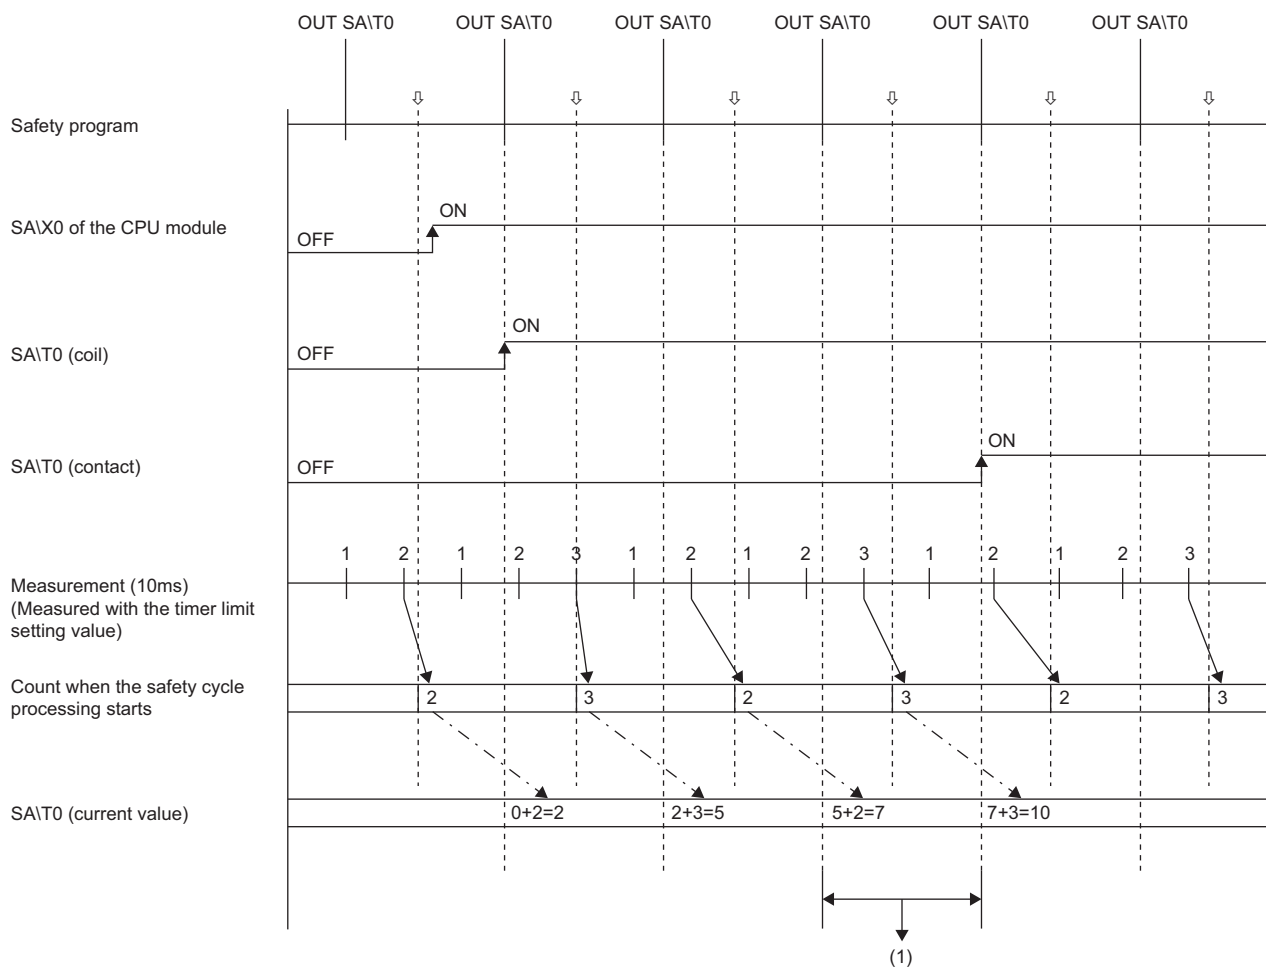 OUT SA\T0 OUT SA\T0 OUT SA\T0 OUT SA\T0 OUT SA\T0 OUT SA\T0
Safety program
SA\X0 of the CPU module
OFF
ON
SA\T0 (coil)
OFF
ON
SA\T0 (contact)
OFF
ON
1 2 1 2 3 1 2 1 2 3 1 2 1 2 3
Measurement (10ms)
(Measured with the timer limit
setting value)
Count when the safety cycle
processing starts
2 3 2 3 2 3
SA\T0 (current value)
0+2=2 2+3=5 5+2=7 7+3=10
(1)